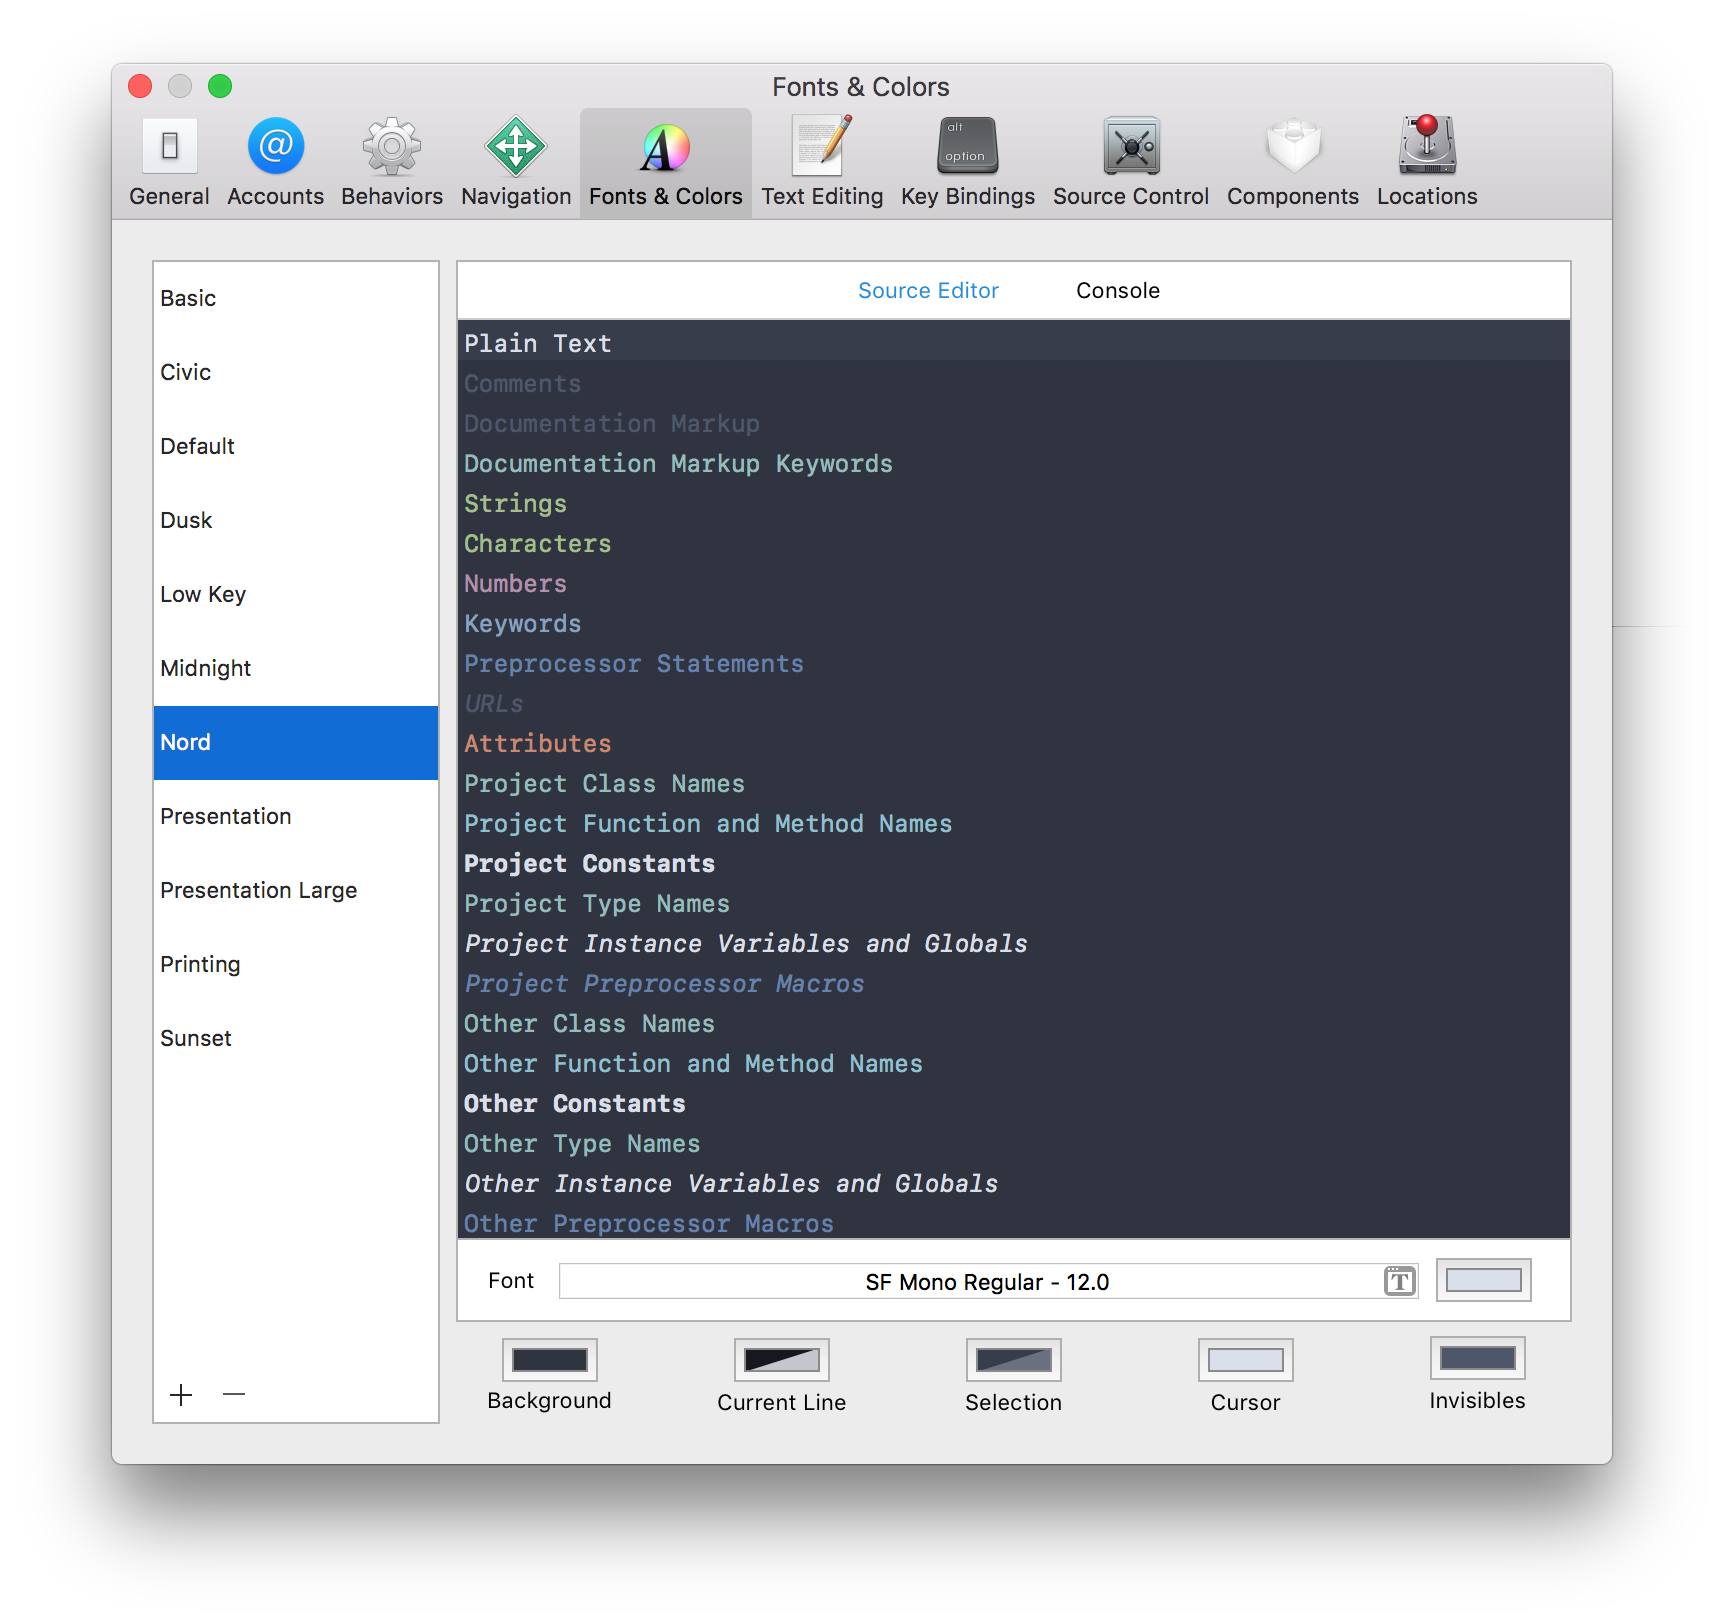 Fonts & Colors
@
alt
option
General Accounts Behaviors Navigation Fonts & Colors Text Editing Key Bindings Source Control Components Locations
Basic
Civic
Default
Dusk
Low Key
Midnight
Nord
Presentation
Presentation Large
Printing
Sunset
Source Editor Console
Plain Text
Comments
Documentation Markup
Documentation Markup Keywords
Strings
Characters
Numbers
Keywords
Preprocessor Statements
URLs
Attributes
Project Class Names
Project Function and Method Names
Project Constants
Project Type Names
Project Instance Variables and Globals
Project Preprocessor Macros
Other Class Names
Other Function and Method Names
Other Constants
Other Type Names
Other Instance Variables and Globals
Other Preprocessor Macros
Font SF Mono Regular - 12.0 T
Background Current Line Selection Cursor Invisibles